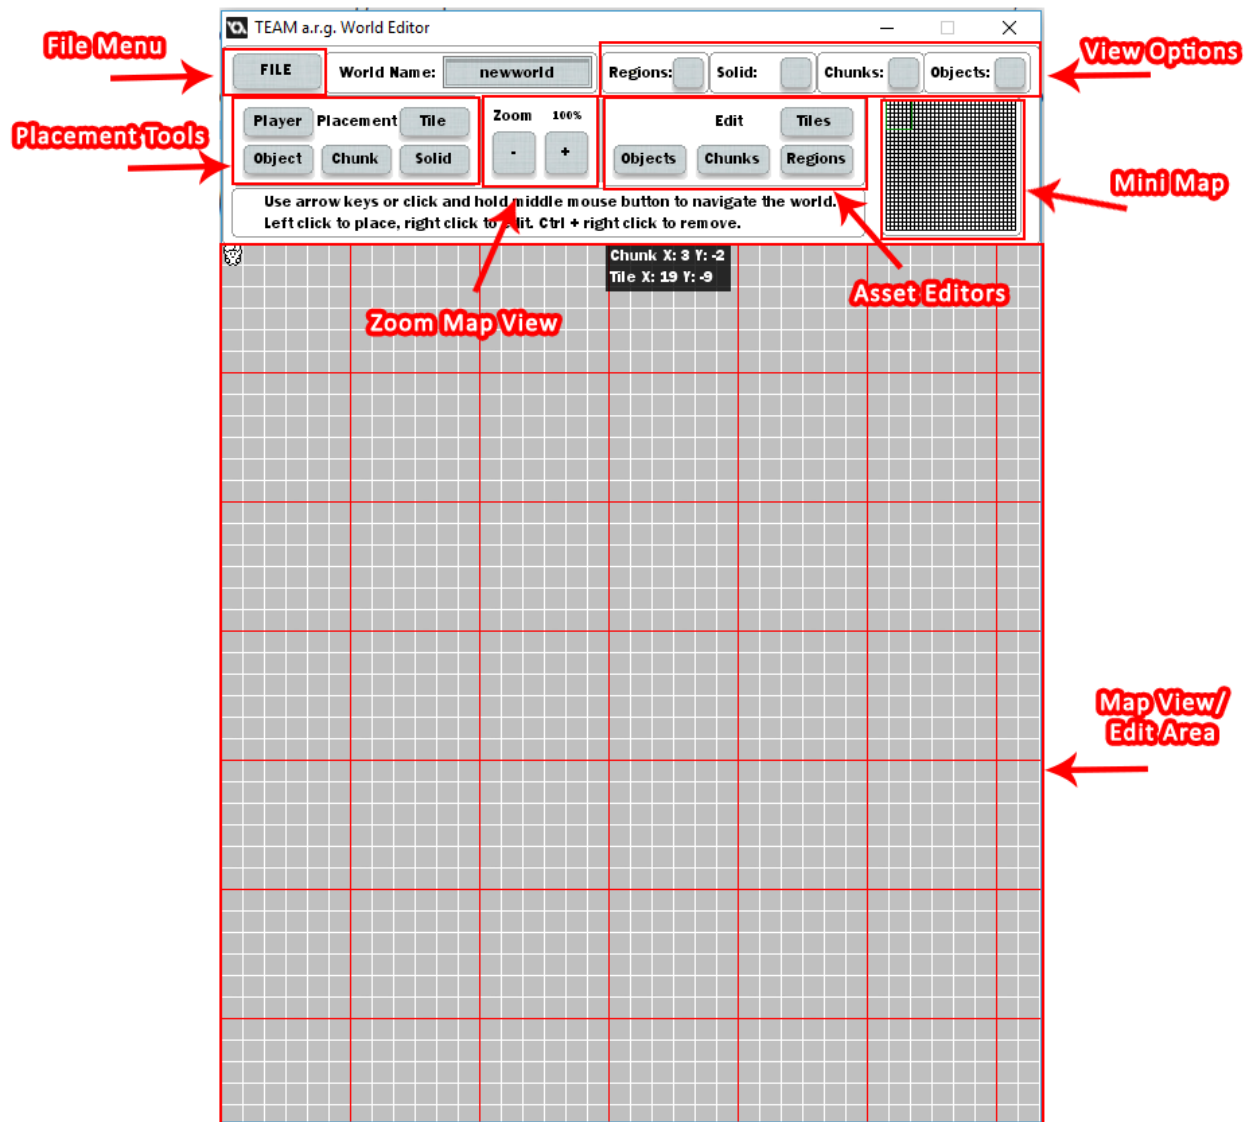 TEAM a.r.g. World Editor
File Menu
View Options
FILE
World Name:
newworld
Regions:
Solid:
Chunks:
Objects:
Placement Tools
Player
Placement
Tile
Object
Chunk
Solid
Zoom
100%
-
+
Edit
Tiles
Objects
Chunks
Regions
Mini Map
Use arrow keys or click and hold middle mouse button to navigate the world.
Left click to place, right click to edit. Ctrl + right click to remove.
Chunk X: 3 Y: -2
Tile X: 19 Y: -9
Asset Editors
Zoom Map View
Map View/
Edit Area